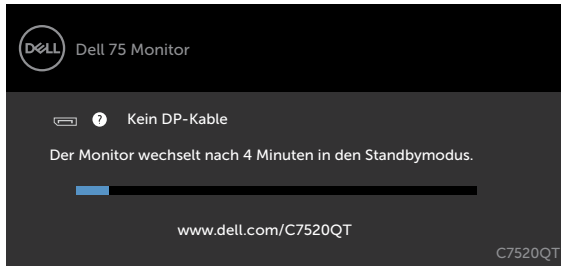 DELL
Dell 75 Monitor
? Kein DP-Kable
Der Monitor wechselt nach 4 Minuten in den Standbymodus.
www.dell.com/C7520QT
C7520QT